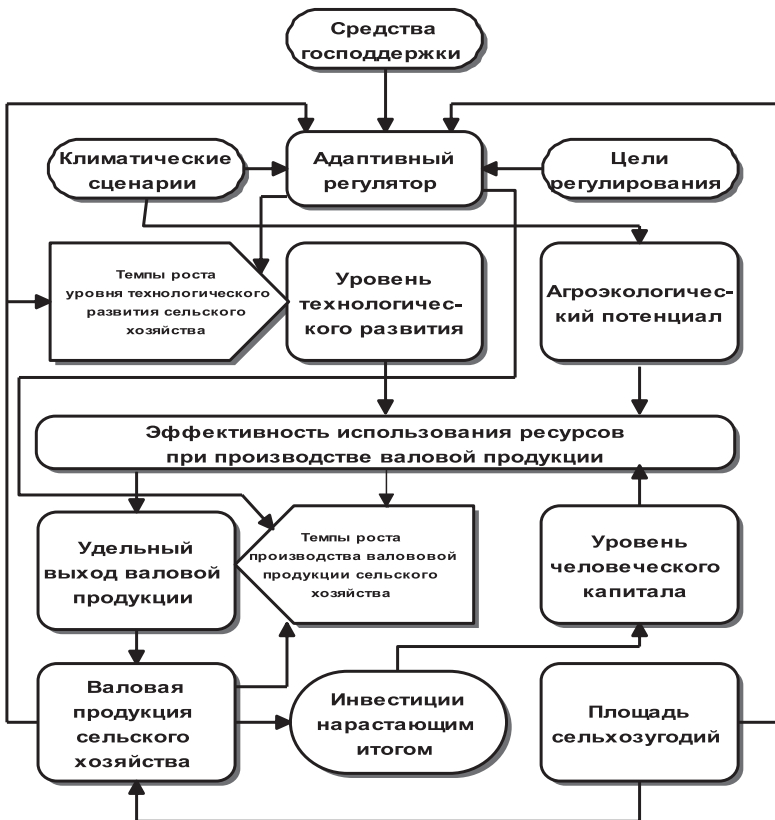 Средства
господдержки
Климатические
сценарии
Адаптивный
регулятор
Цели
регулирования
Темпы роста
уровня технологического
развития сельского
хозяйства
Уровень
технологичес-
кого развития
Агроэкологичес-
кий потенциал
Эффективность использования ресурсов
при производстве валовой продукции
Удельный
выход валовой
продукции
Темпы роста
производства валововой
продукции сельского
хозяйства
Уровень
человеческого
капитала
Валовая
продукция
сельского
хозяйства
Инвестиции
нарастающим
итогом
Площадь
сельхозугодий